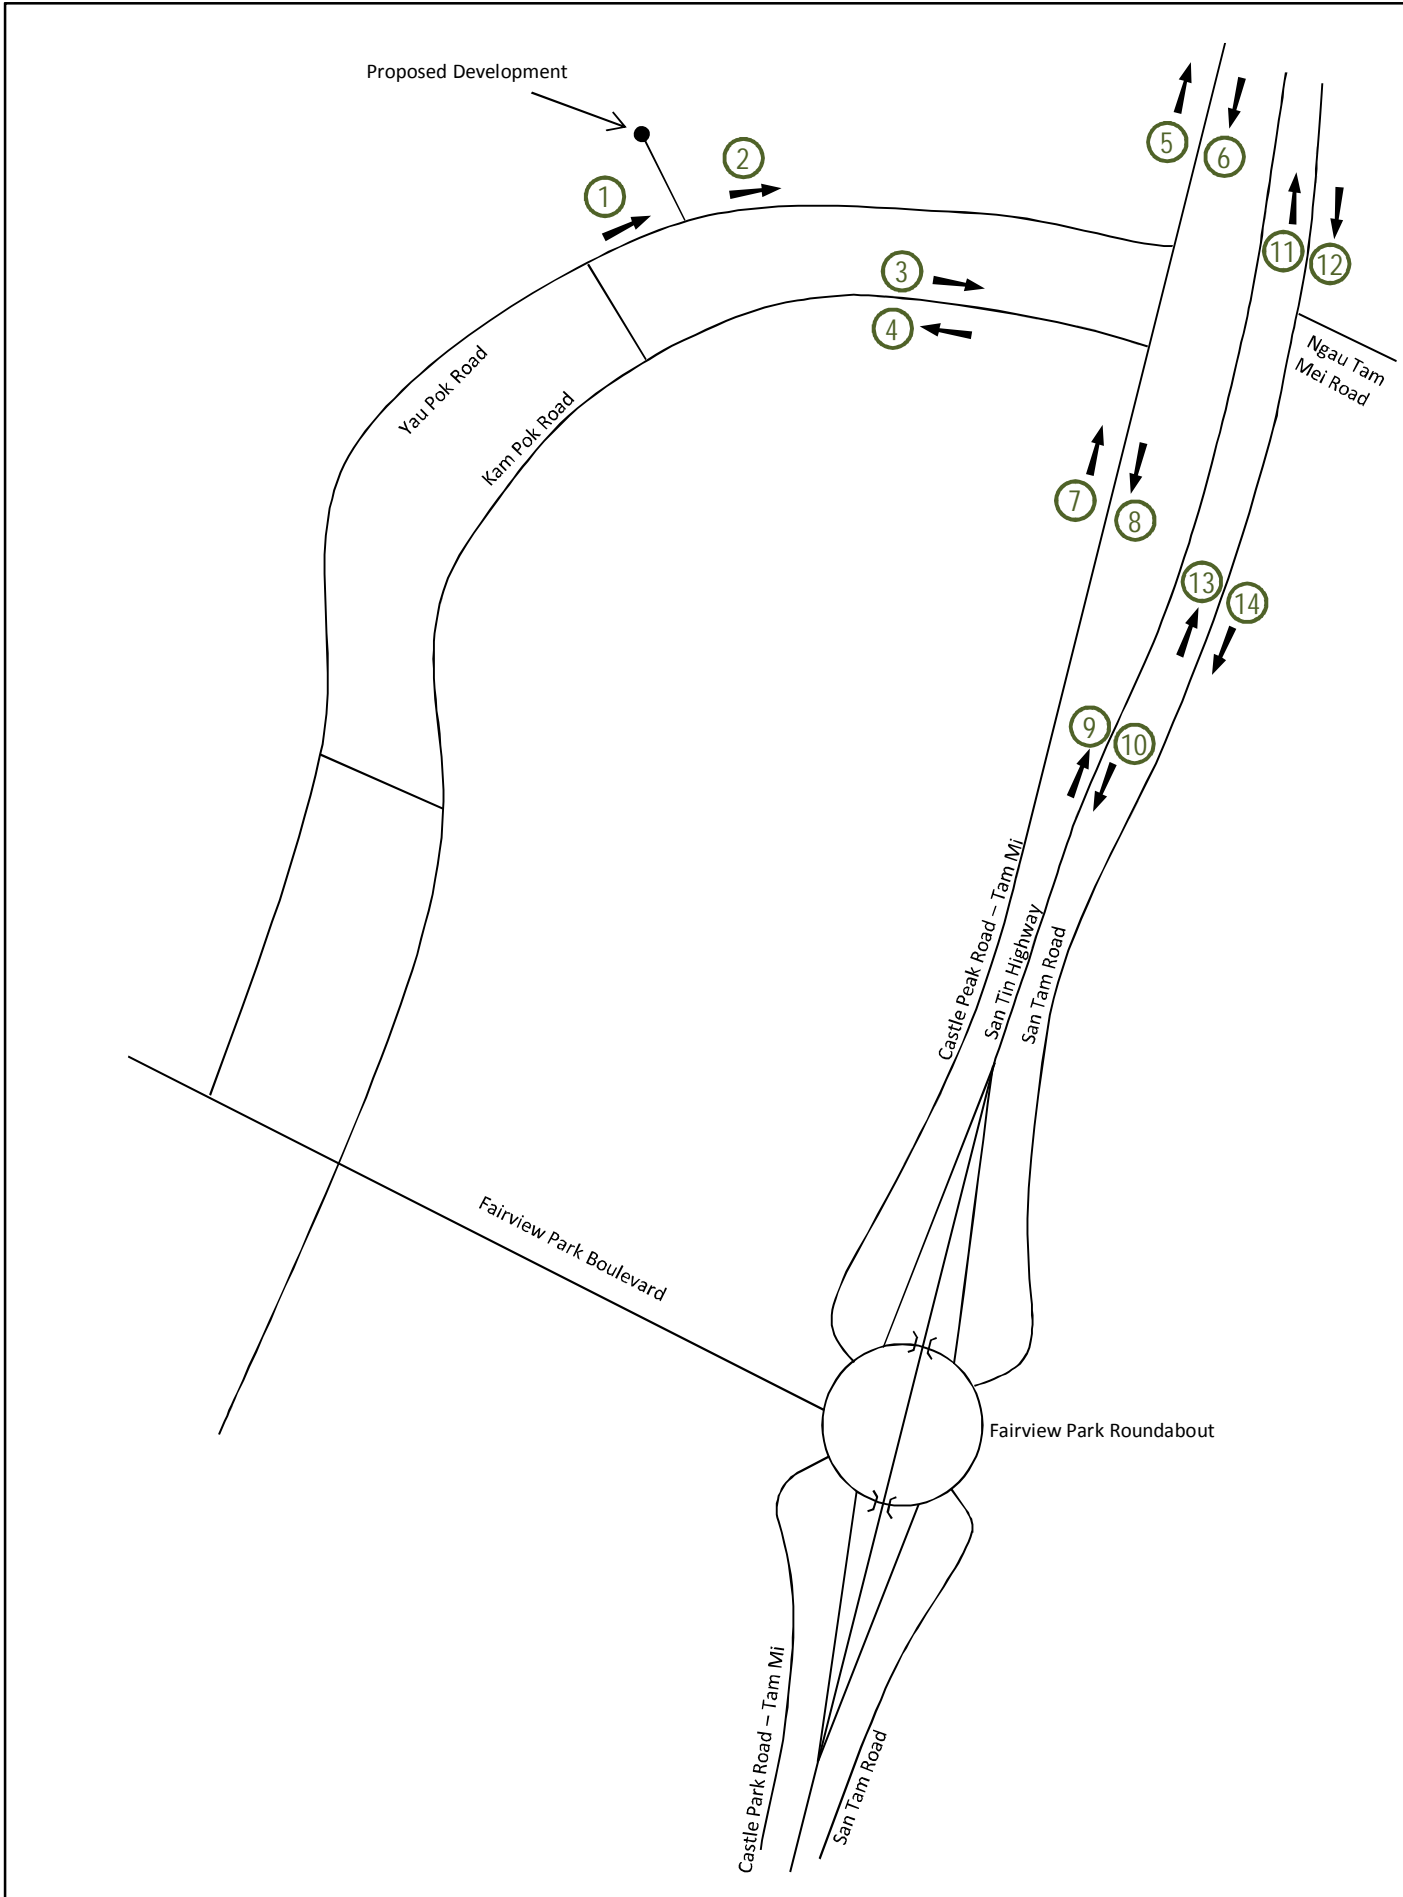 Proposed Development
5
6
2
1
11
12
3
4
Ngau Tam
Mei Road
Yau Pok Road
Kam Pok Road
7
8
13
14
9
10
Castle Peak Road – Tam Mi
San Tin Highway
San Tam Road
Fairview Park Boulevard
Fairview Park Roundabout
Castle Park Road – Tam Mi
San Tam Road